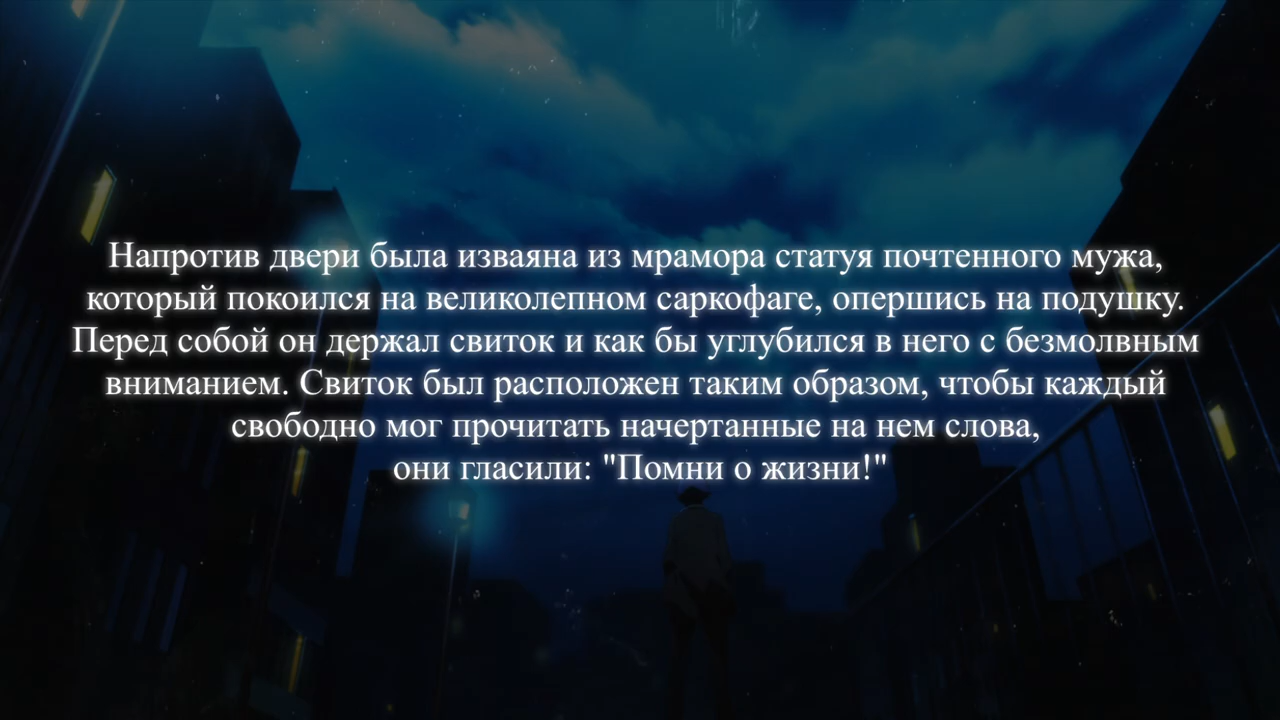 Напротив двери была изваяна из мрамора статуя почтенного мужа,
который покоился на великолепном саркофаге, опершись на подушку.
Перед собой он держал свиток и как бы углубился в него с безмолвным
вниманием. Свиток был расположен таким образом, чтобы каждый
свободно мог прочитать начертанные на нем слова,
они гласили: "Помни о жизни!"